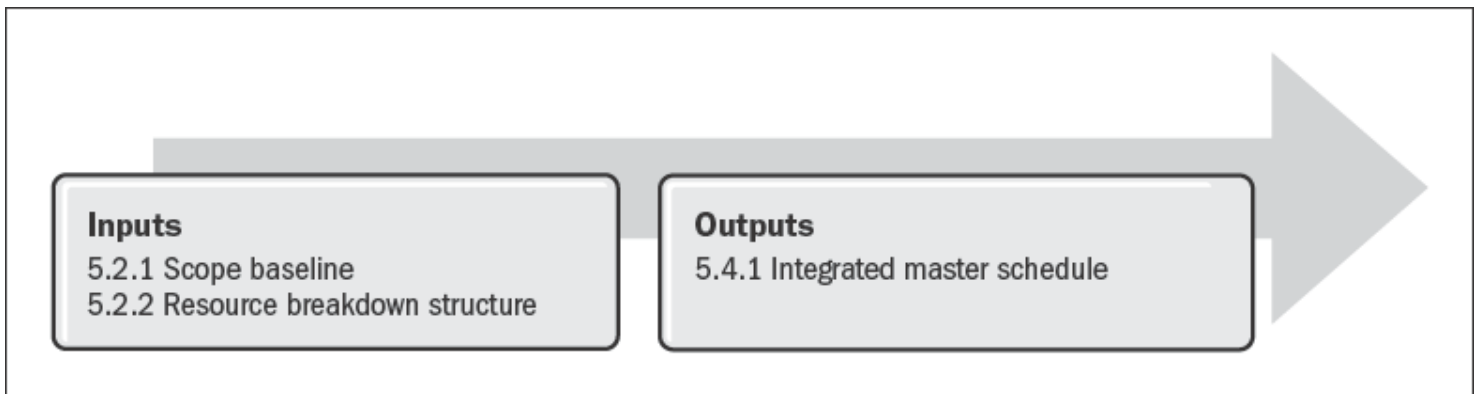 Inputs
5.2.1 Scope baseline
5.2.2 Resource breakdown structure
Outputs
5.4.1 Integrated master schedule